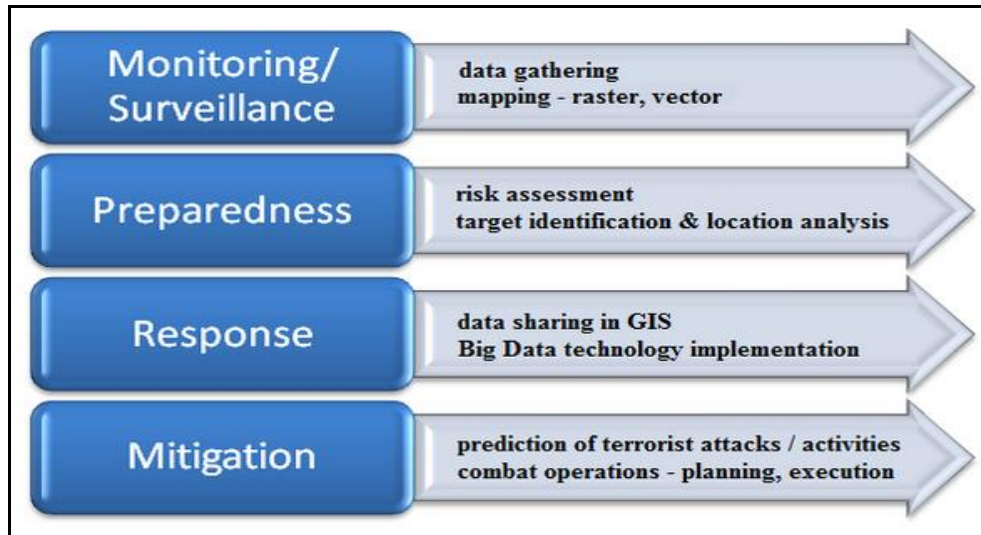 Monitoring/
Surveillance
data gathering
mapping - raster, vector
Preparedness
risk assessment
target identification & location analysis
Response
data sharing in GIS
Big Data technology implementation
Mitigation
prediction of terrorist attacks / activities
combat operations - planning, execution